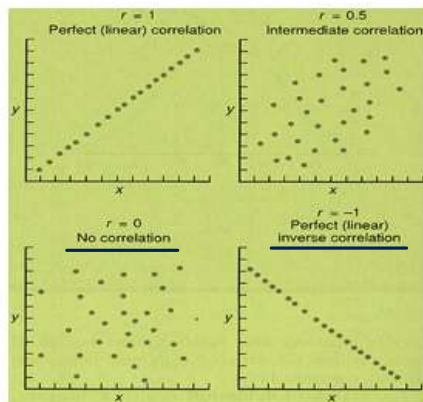 r = 1
Perfect (linear) correlation
y
x
r = 0.5
Intermediate correlation
y
x
r = 0
No correlation
y
x
r = −1
Perfect (linear)
inverse correlation
y
x